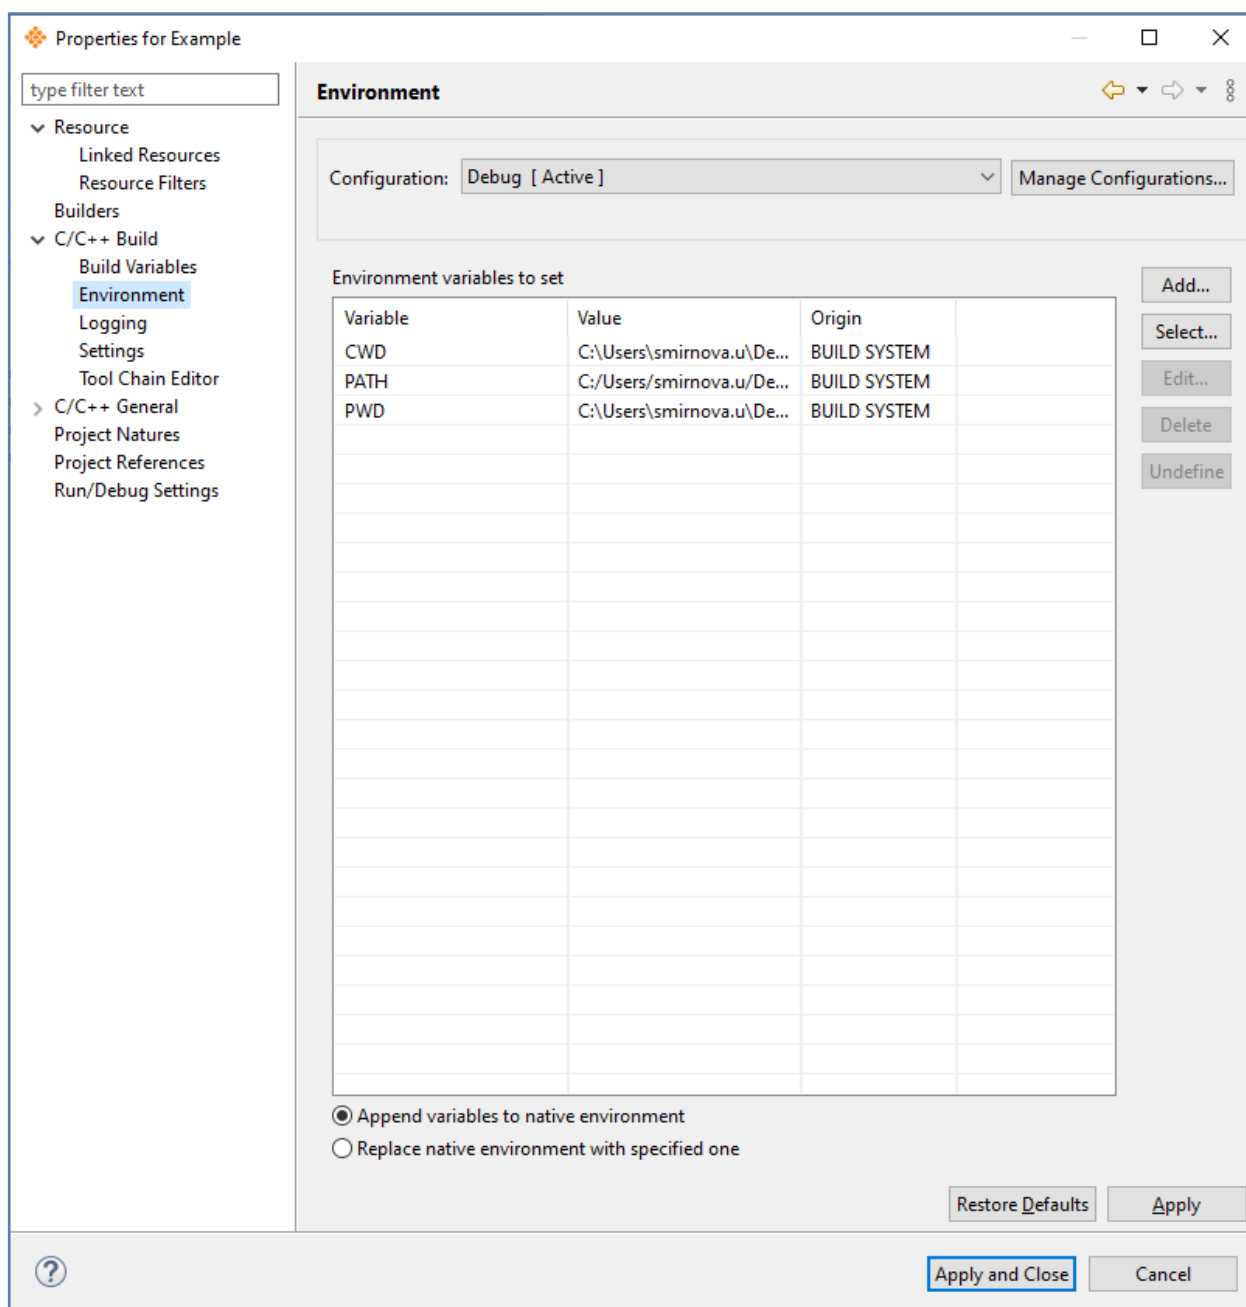 Properties for Example
type filter text
Resource
Linked Resources
Resource Filters
Builders
C/C++ Build
Build Variables
Environment
Logging
Settings
Tool Chain Editor
C/C++ General
Project Natures
Project References
Run/Debug Settings
Environment
Configuration: Debug [ Active ] Manage Configurations...
Environment variables to set
Variable Value Origin
CWD C:\Users\smirnova.u\De... BUILD SYSTEM
PATH C:/Users/smirnova.u/De... BUILD SYSTEM
PWD C:\Users\smirnova.u\De... BUILD SYSTEM
Add...
Select...
Edit...
Delete
Undefine
Append variables to native environment
Replace native environment with specified one
Restore Defaults Apply
? Apply and Close Cancel